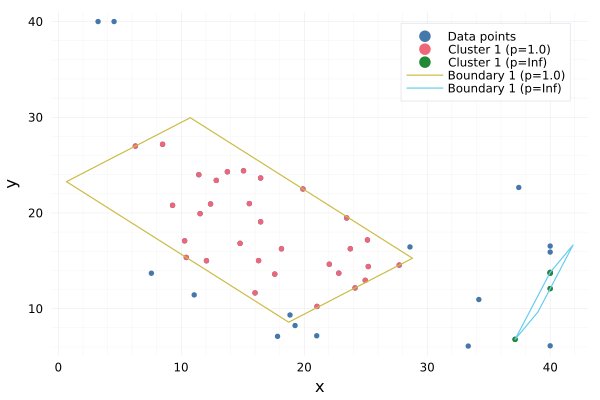 40
30
20
10
0
10
20
30
40
y
x
Data points
Cluster 1 (p=1.0)
Cluster 1 (p=Inf)
Boundary 1 (p=1.0)
Boundary 1 (p=Inf)